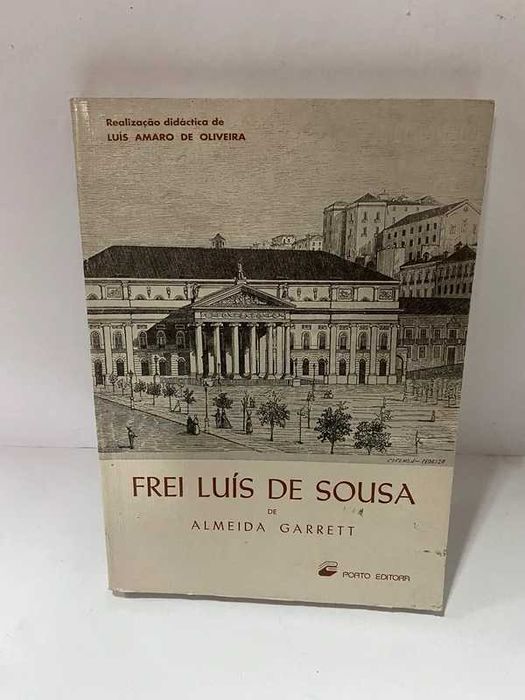 Realização didáctica de
LUÍS AMARO DE OLIVEIRA
FREI LUÍS DE SOUSA
DE
ALMEIDA GARRETT
PORTO EDITORA